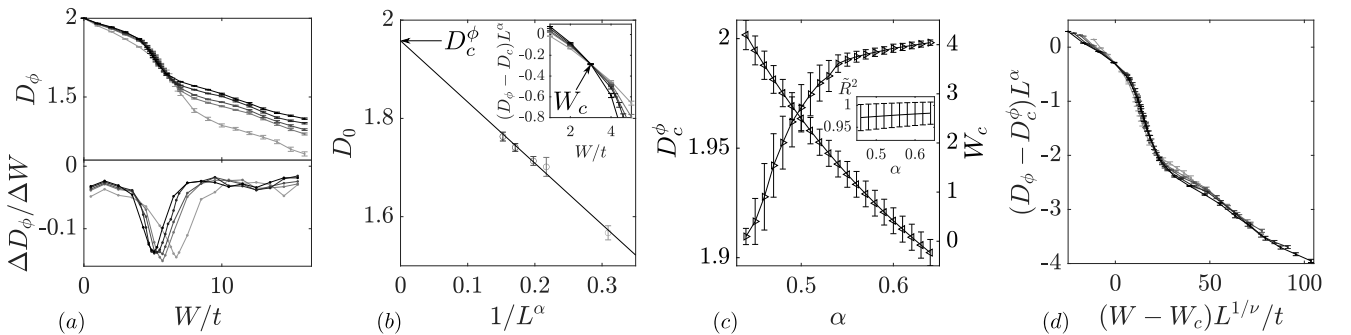 2
1.5
0
D_ϕ
0
-0.1
ΔD_ϕ/ΔW
0
10
(a)
W/t
2
1.8
1.6
D_0
D_c^ϕ
0
0.1
0.2
0.3
(b)
1/L^α
0
-0.2
-0.4
-0.6
-0.8
(D_ϕ − D_c)L^α
W_c
2
4
W/t
2
1.95
1.9
D_c^ϕ
R̃^2
1
0.95
0.5
0.6
α
4
3
2
1
0
W_c
0.5
0.6
(c)
α
0
-1
-2
-3
-4
(D_ϕ − D_c^ϕ)L^α
0
50
100
(d)
(W − W_c)L^{1/ν}/t